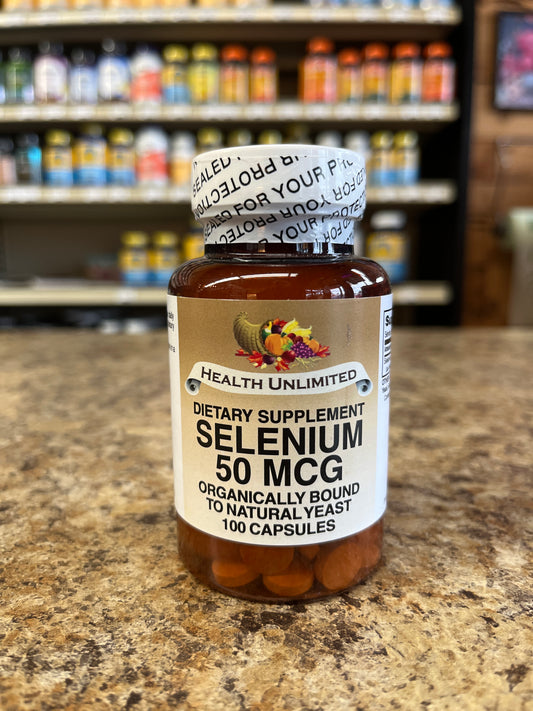 SEALED FOR YOUR PROTECTION
HEALTH UNLIMITED
DIETARY SUPPLEMENT
SELENIUM
50 MCG
ORGANICALLY BOUND
TO NATURAL YEAST
100 CAPSULES